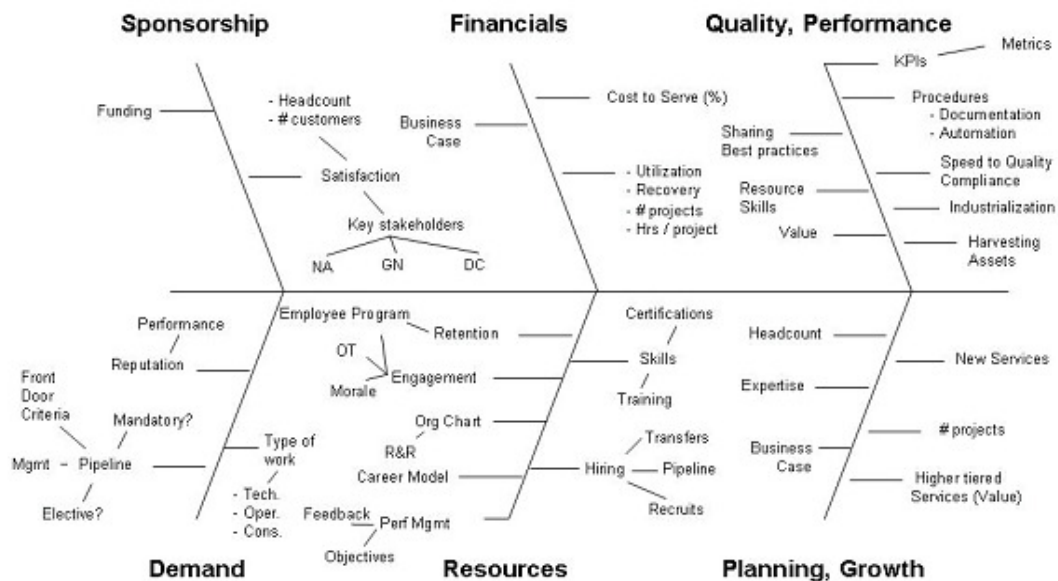 Sponsorship
Financials
Quality, Performance
Funding
- Headcount
- # customers
Satisfaction
Key stakeholders
NA
GN
DC
Business
Case
Cost to Serve (%)
- Utilization
- Recovery
- # projects
- Hrs / project
KPIs
Metrics
Procedures
- Documentation
- Automation
Sharing
Best practices
Speed to Quality
Compliance
Resource
Skills
Industrialization
Value
Harvesting
Assets
Performance
Reputation
Front
Door
Criteria
Mandatory?
Mgmt – Pipeline
Elective?
Type of
work
- Tech.
- Oper.
- Cons.
Employee Program
Retention
OT
Morale
Engagement
Org Chart
R&R
Career Model
Feedback
Perf Mgmt
Objectives
Certifications
Skills
Training
Transfers
Hiring
Pipeline
Recruits
Headcount
New Services
Expertise
# projects
Business
Case
Higher tiered
Services (Value)
Demand
Resources
Planning, Growth